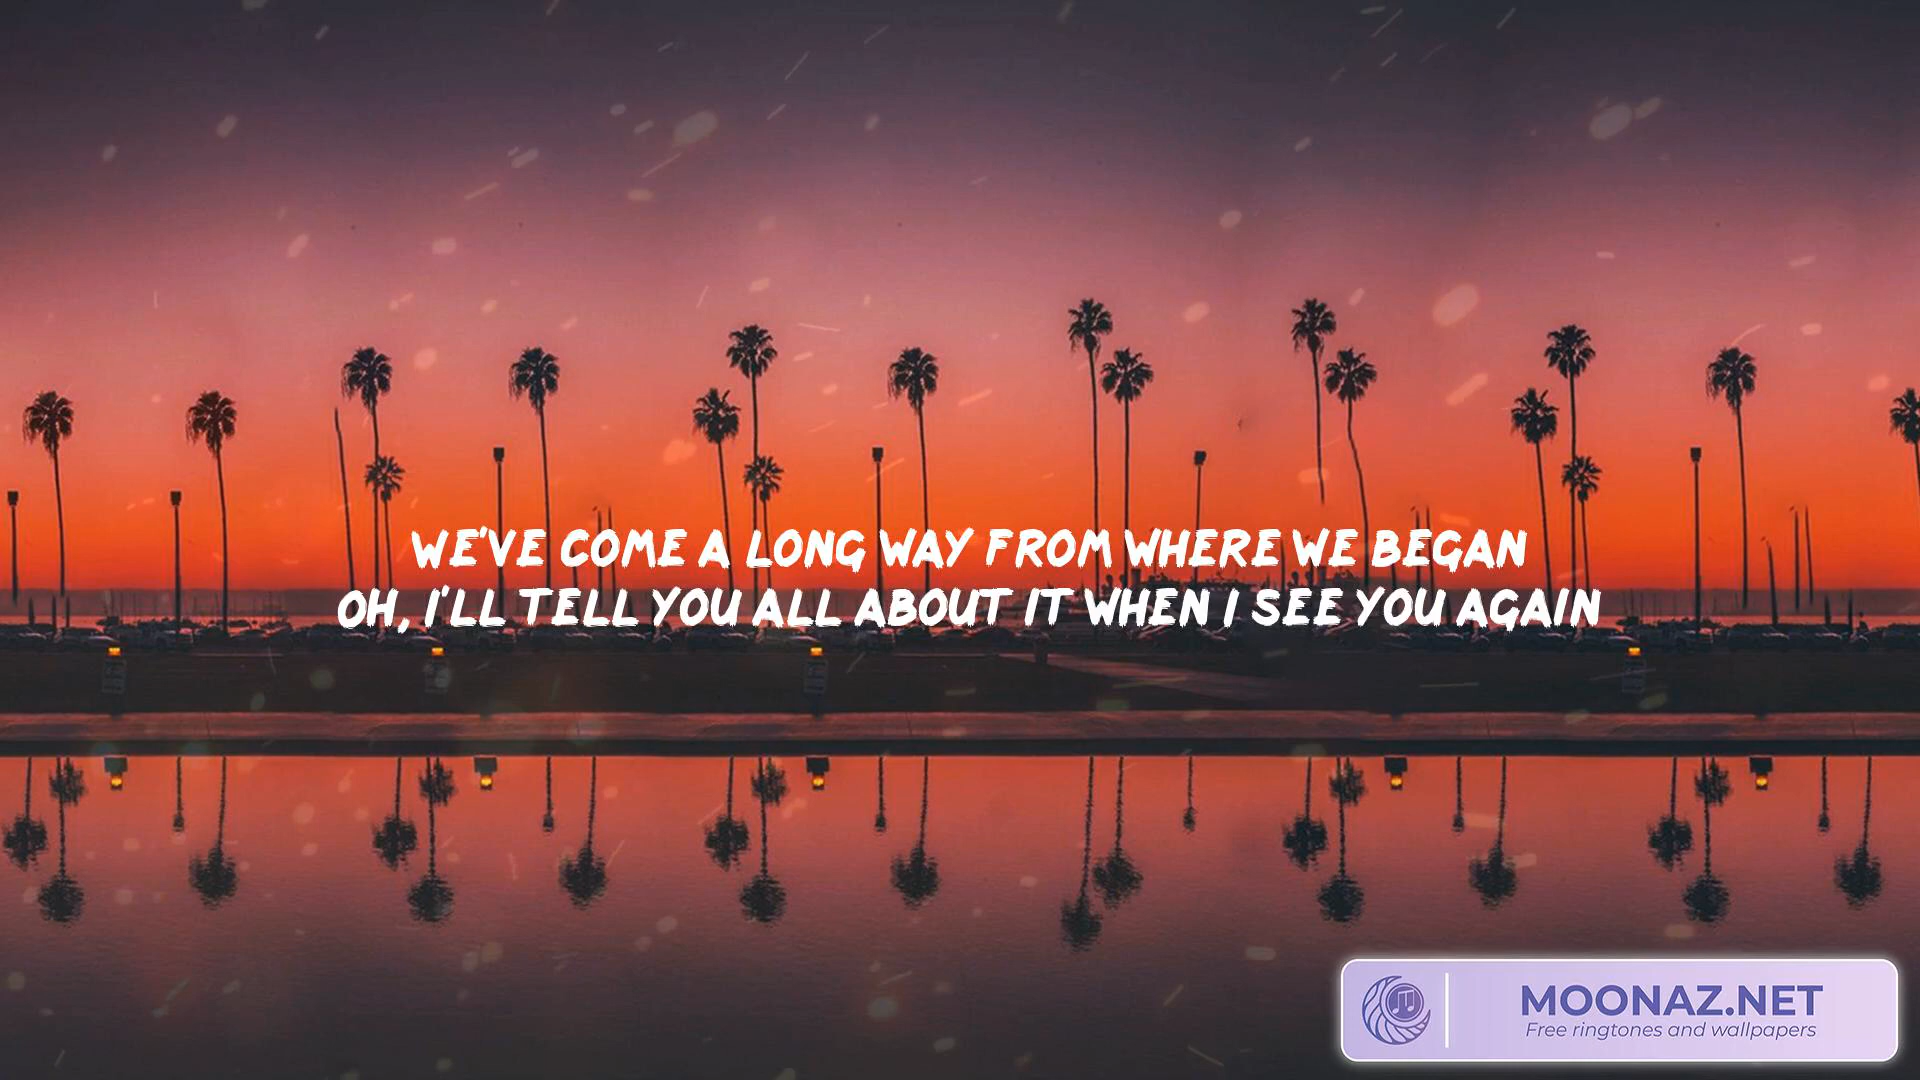 WE'VE COME A LONG WAY FROM WHERE WE BEGAN
OH, I'LL TELL YOU ALL ABOUT IT WHEN I SEE YOU AGAIN
MOONAZ.NET
Free ringtones and wallpapers